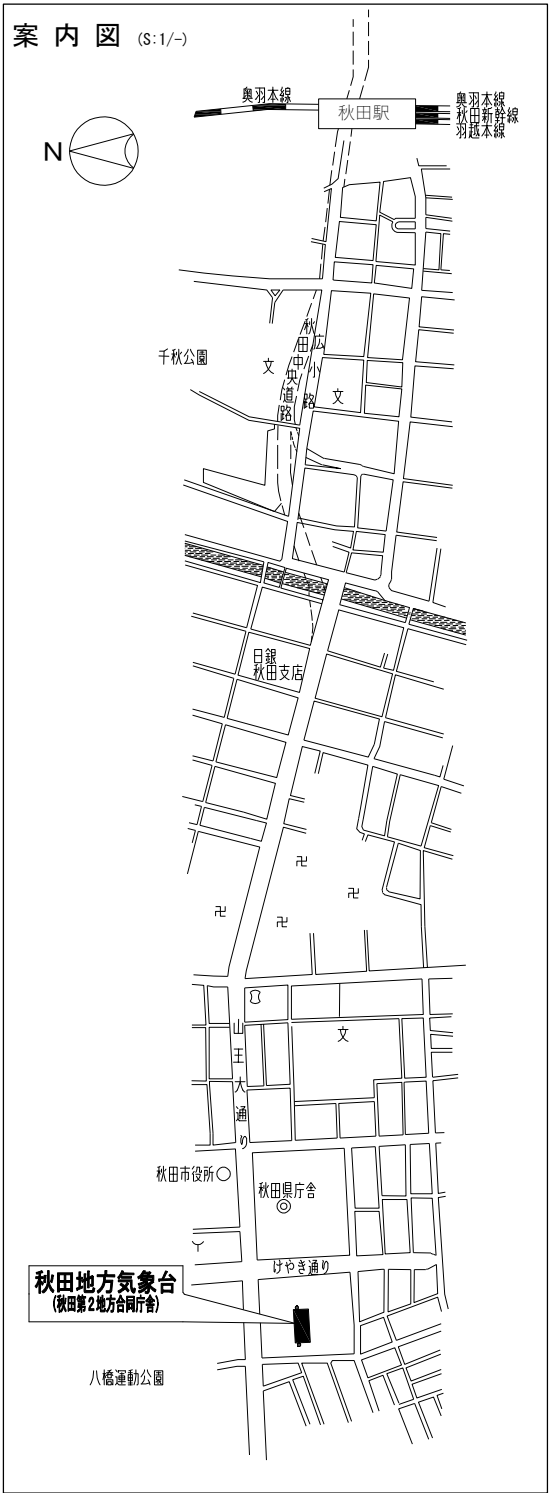 案内図 (S:1/-)
奥羽本線
秋田駅
奥羽本線
秋田新幹線
羽越本線
N
千秋公園
文
秋田中央道路
広小路
文
日銀
秋田支店
卍
卍
卍
卍
山王大通り
文
秋田市役所
秋田県庁舎
けやき通り
秋田地方気象台
(秋田第2地方合同庁舎)
八橋運動公園